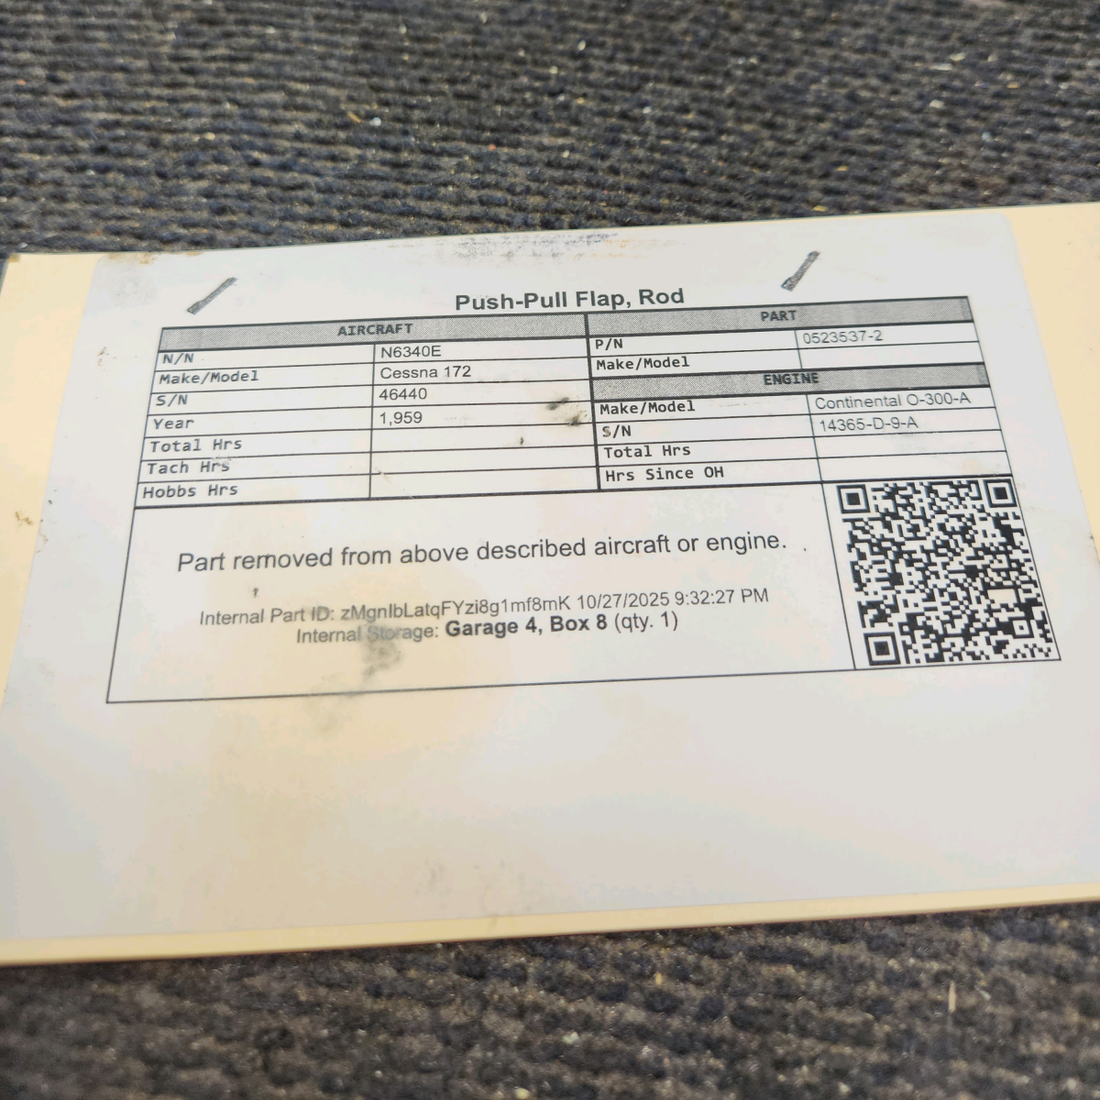 Push-Pull Flap, Rod
AIRCRAFT
N/N N6340E
Make/Model Cessna 172
S/N 46440
Year 1,959
Total Hrs
Tach Hrs
Hobbs Hrs
PART
P/N 0523537-2
Make/Model
ENGINE
Make/Model Continental O-300-A
S/N 14365-D-9-A
Total Hrs
Hrs Since OH
Part removed from above described aircraft or engine.
Internal Part ID: zMgnIbLatqFYzi8g1mf8mK 10/27/2025 9:32:27 PM
Internal Storage: Garage 4, Box 8 (qty. 1)